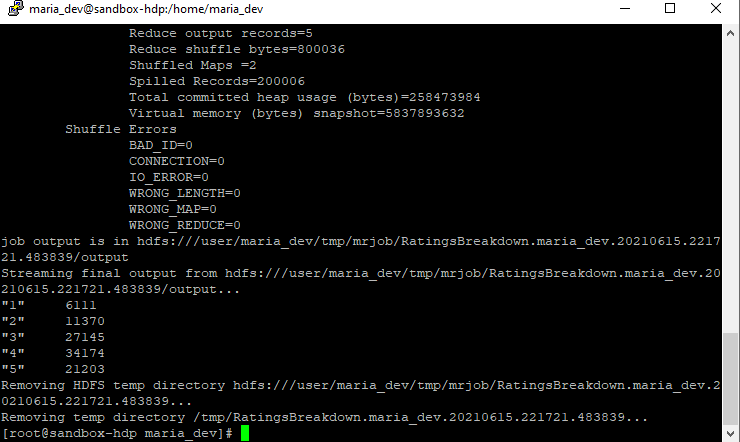 maria_dev@sandbox-hdp:/home/maria_dev
Reduce output records=5
Reduce shuffle bytes=800036
Shuffled Maps =2
Spilled Records=200006
Total committed heap usage (bytes)=258473984
Virtual memory (bytes) snapshot=5837893632
Shuffle Errors
BAD_ID=0
CONNECTION=0
IO_ERROR=0
WRONG_LENGTH=0
WRONG_MAP=0
WRONG_REDUCE=0
job output is in hdfs:///user/maria_dev/tmp/mrjob/RatingsBreakdown.maria_dev.20210615.2217
21.483839/output
Streaming final output from hdfs:///user/maria_dev/tmp/mrjob/RatingsBreakdown.maria_dev.20
210615.221721.483839/output...
"1"     6111
"2"     11370
"3"     27145
"4"     34174
"5"     21203
Removing HDFS temp directory hdfs:///user/maria_dev/tmp/mrjob/RatingsBreakdown.maria_dev.2
0210615.221721.483839...
Removing temp directory /tmp/RatingsBreakdown.maria_dev.20210615.221721.483839...
[root@sandbox-hdp maria_dev]#